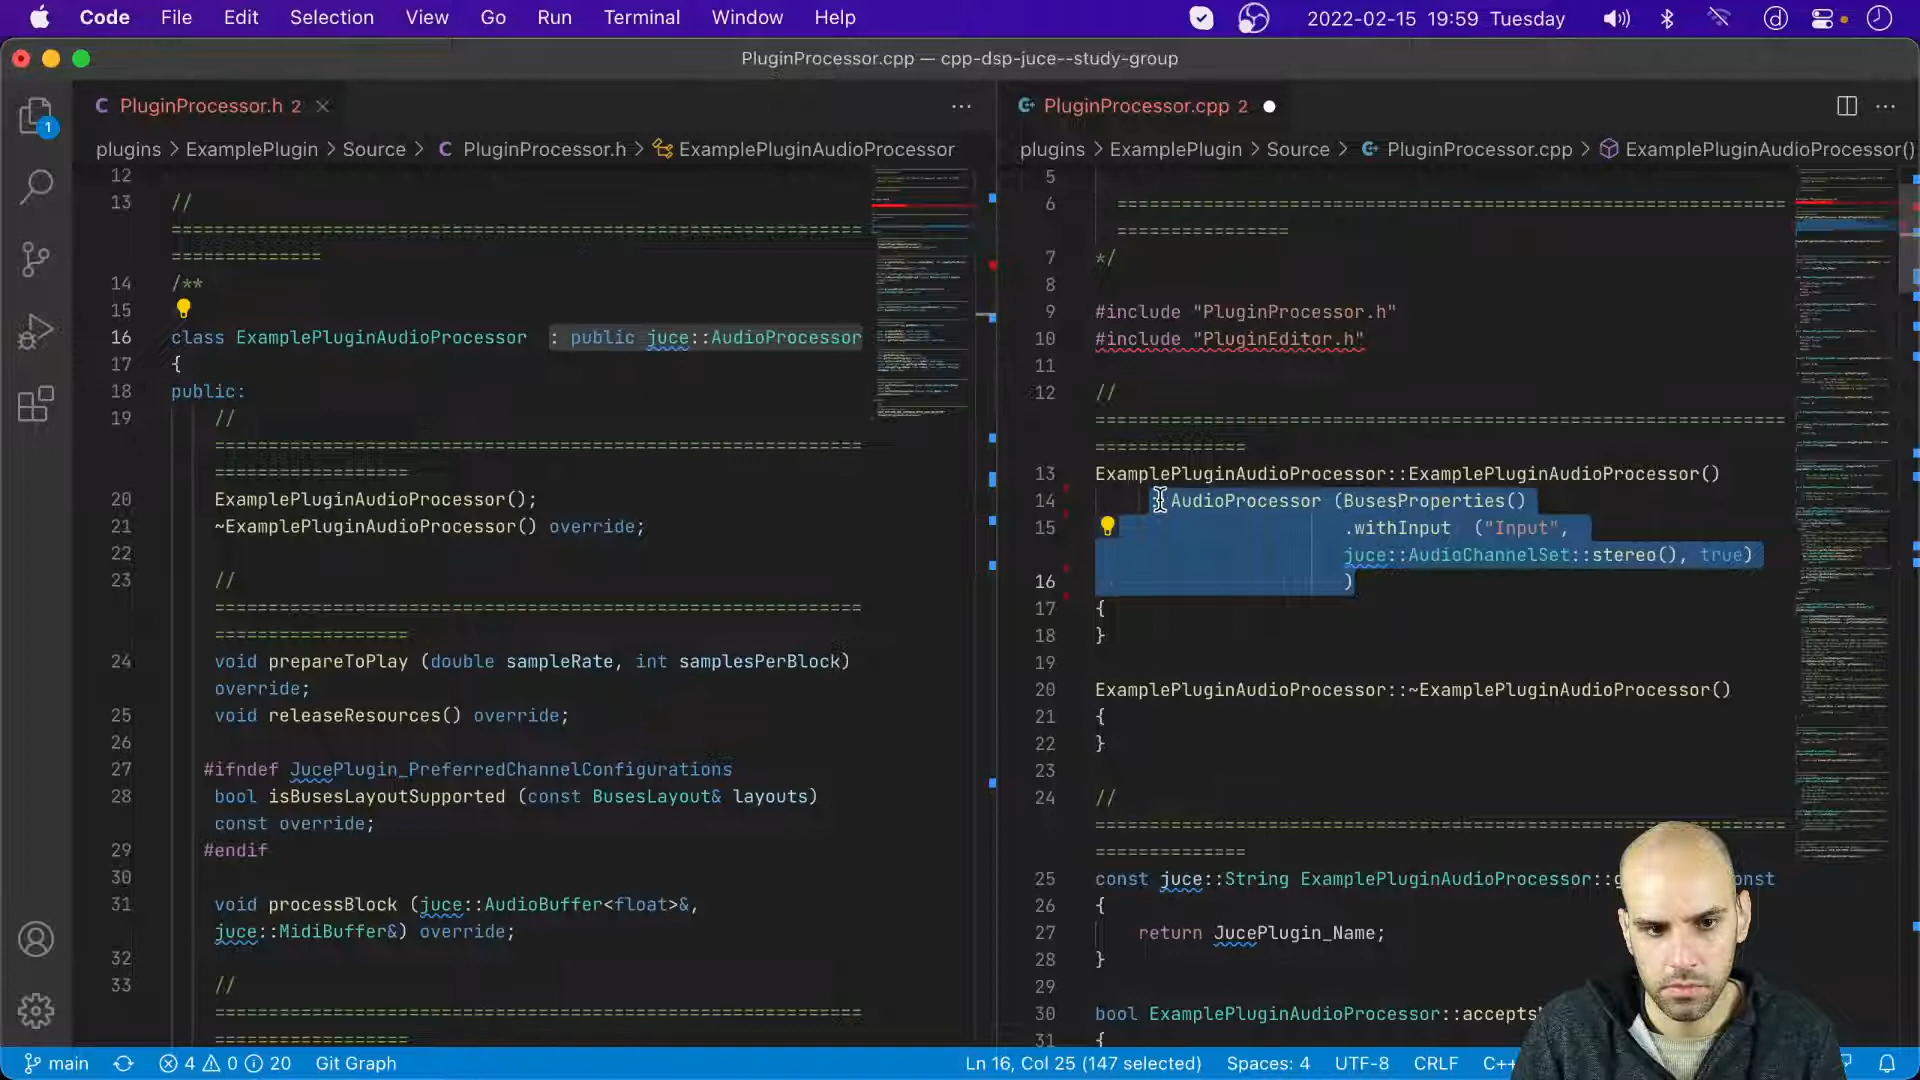 Code File Edit Selection View Go Run Terminal Window Help 2022-02-15 19:59 Tuesday
PluginProcessor.cpp — cpp-dsp-juce--study-group
PluginProcessor.h 2
plugins > ExamplePlugin > Source > C PluginProcessor.h > ExamplePluginAudioProcessor
12
13 //
================================================================
==============
14 /**
15
16 class ExamplePluginAudioProcessor : public juce::AudioProcessor
17 {
18 public:
19 //
============================================================
==================
20 ExamplePluginAudioProcessor();
21 ~ExamplePluginAudioProcessor() override;
22
23 //
============================================================
==================
24 void prepareToPlay (double sampleRate, int samplesPerBlock)
override;
25 void releaseResources() override;
26
27 #ifndef JucePlugin_PreferredChannelConfigurations
28 bool isBusesLayoutSupported (const BusesLayout& layouts)
const override;
29 #endif
30
31 void processBlock (juce::AudioBuffer<float>&,
juce::MidiBuffer&) override;
32
33 //
============================================================
==================
PluginProcessor.cpp 2
plugins > ExamplePlugin > Source > PluginProcessor.cpp > ExamplePluginAudioProcessor()
5
6 ==============================================================
================
7 */
8
9 #include "PluginProcessor.h"
10 #include "PluginEditor.h"
11
12 //
================================================================
==============
13 ExamplePluginAudioProcessor::ExamplePluginAudioProcessor()
14 : AudioProcessor (BusesProperties()
15 .withInput ("Input",
juce::AudioChannelSet::stereo(), true)
16 )
17 {
18 }
19
20 ExamplePluginAudioProcessor::~ExamplePluginAudioProcessor()
21 {
22 }
23
24 //
================================================================
==============
25 const juce::String ExamplePluginAudioProcessor::
26 {
27 return JucePlugin_Name;
28 }
29
30 bool ExamplePluginAudioProcessor::
31 {
main 4 0 20 Git Graph Ln 16, Col 25 (147 selected) Spaces: 4 UTF-8 CRLF C++